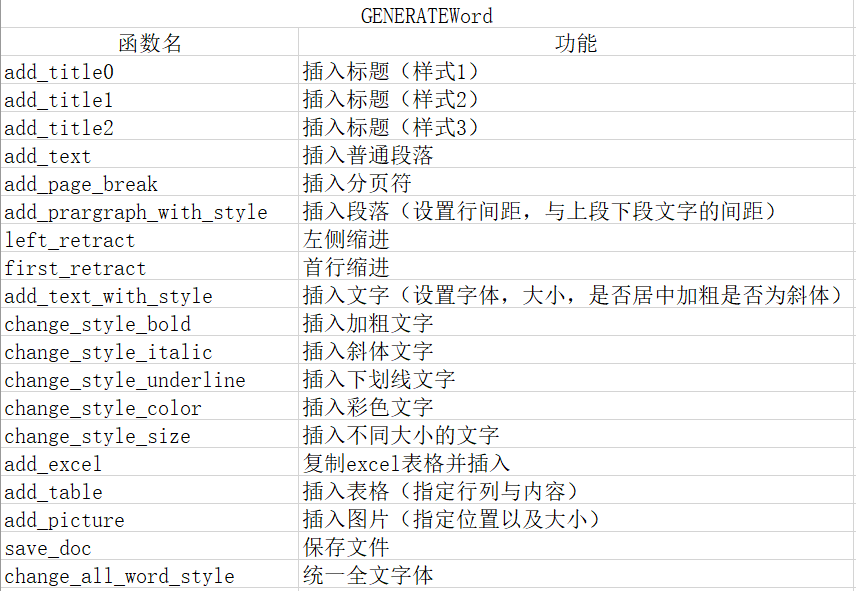 GENERATEWord
函数名 功能
add_title0 插入标题（样式1）
add_title1 插入标题（样式2）
add_title2 插入标题（样式3）
add_text 插入普通段落
add_page_break 插入分页符
add_prargraph_with_style 插入段落（设置行间距，与上段下段文字的间距）
left_retract 左侧缩进
first_retract 首行缩进
add_text_with_style 插入文字（设置字体，大小，是否居中加粗是否为斜体）
change_style_bold 插入加粗文字
change_style_italic 插入斜体文字
change_style_underline 插入下划线文字
change_style_color 插入彩色文字
change_style_size 插入不同大小的文字
add_excel 复制excel表格并插入
add_table 插入表格（指定行列与内容）
add_picture 插入图片（指定位置以及大小）
save_doc 保存文件
change_all_word_style 统一全文字体